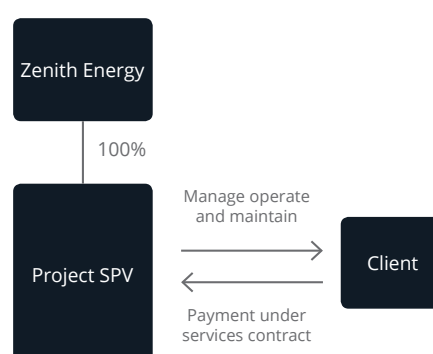 Zenith Energy
100%
Manage operate
and maintain
Project SPV
Client
Payment under
services contract